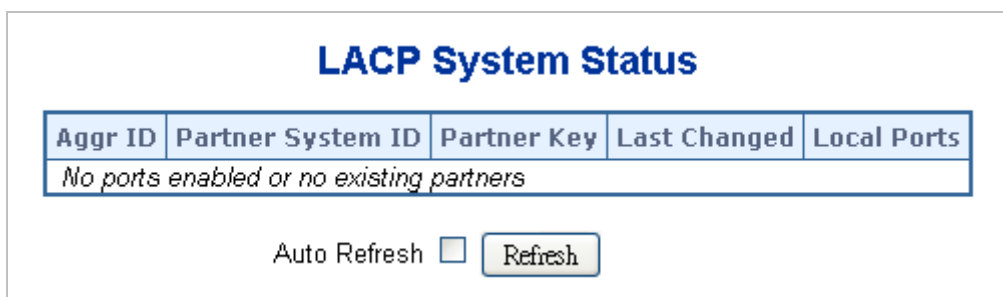 LACP System Status
Aggr ID Partner System ID Partner Key Last Changed Local Ports
No ports enabled or no existing partners
Auto Refresh Refresh